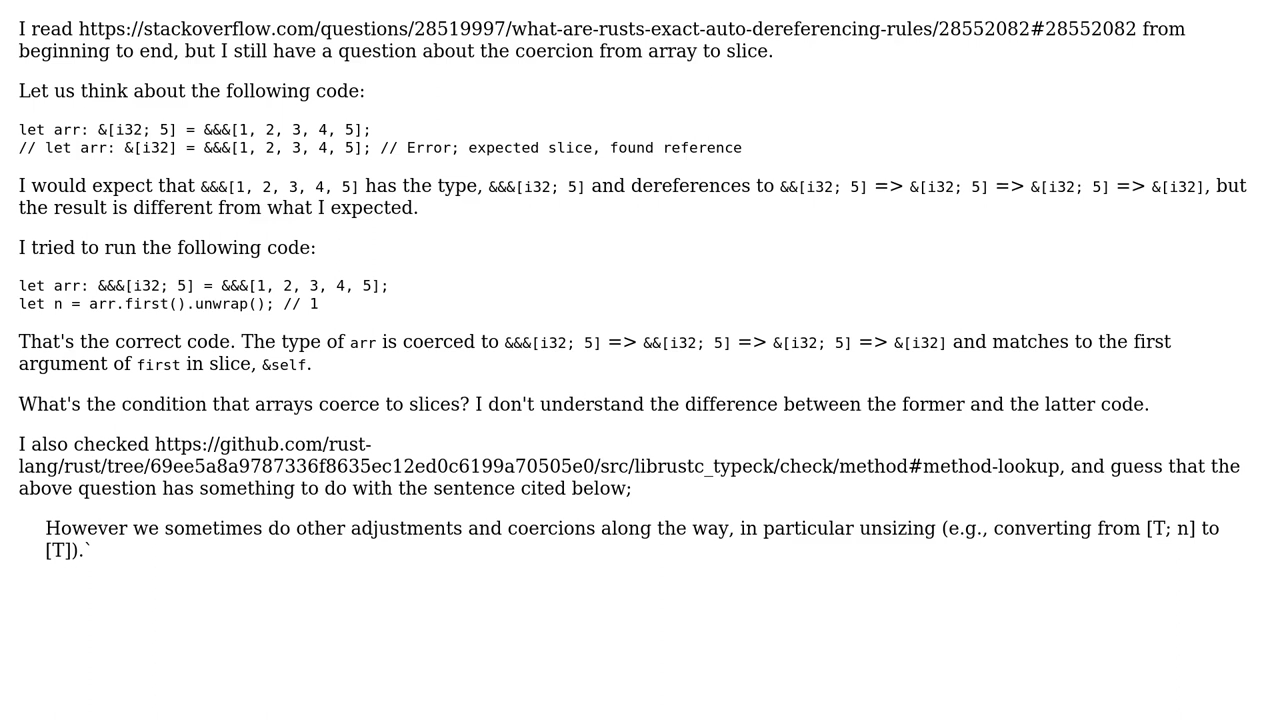 I read https://stackoverflow.com/questions/28519997/what-are-rusts-exact-auto-dereferencing-rules/28552082#28552082 from
beginning to end, but I still have a question about the coercion from array to slice.
Let us think about the following code:
let arr: &[i32; 5] = &&&[1, 2, 3, 4, 5];
// let arr: &[i32] = &&&[1, 2, 3, 4, 5]; // Error; expected slice, found reference
I would expect that &&&[1, 2, 3, 4, 5] has the type, &&&[i32; 5] and dereferences to &&[i32; 5] => &[i32; 5] => &[i32; 5] => &[i32], but
the result is different from what I expected.
I tried to run the following code:
let arr: &&&[i32; 5] = &&&[1, 2, 3, 4, 5];
let n = arr.first().unwrap(); // 1
That's the correct code. The type of arr is coerced to &&&[i32; 5] => &&[i32; 5] => &[i32; 5] => &[i32] and matches to the first
argument of first in slice, &self.
What's the condition that arrays coerce to slices? I don't understand the difference between the former and the latter code.
I also checked https://github.com/rust-
lang/rust/tree/69ee5a8a9787336f8635ec12ed0c6199a70505e0/src/librustc_typeck/check/method#method-lookup, and guess that the
above question has something to do with the sentence cited below;
However we sometimes do other adjustments and coercions along the way, in particular unsizing (e.g., converting from [T; n] to
[T]).`